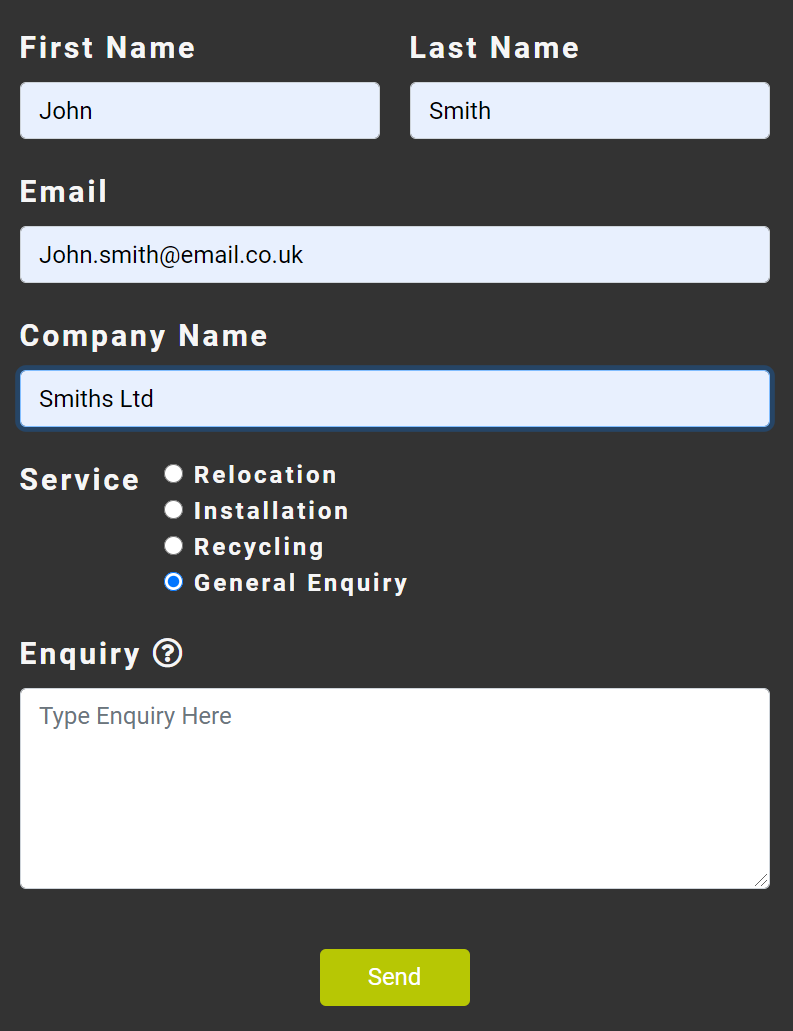 First Name
Last Name
John
Smith
Email
John.smith@email.co.uk
Company Name
Smiths Ltd
Service
Relocation
Installation
Recycling
General Enquiry
Enquiry ?
Type Enquiry Here
Send